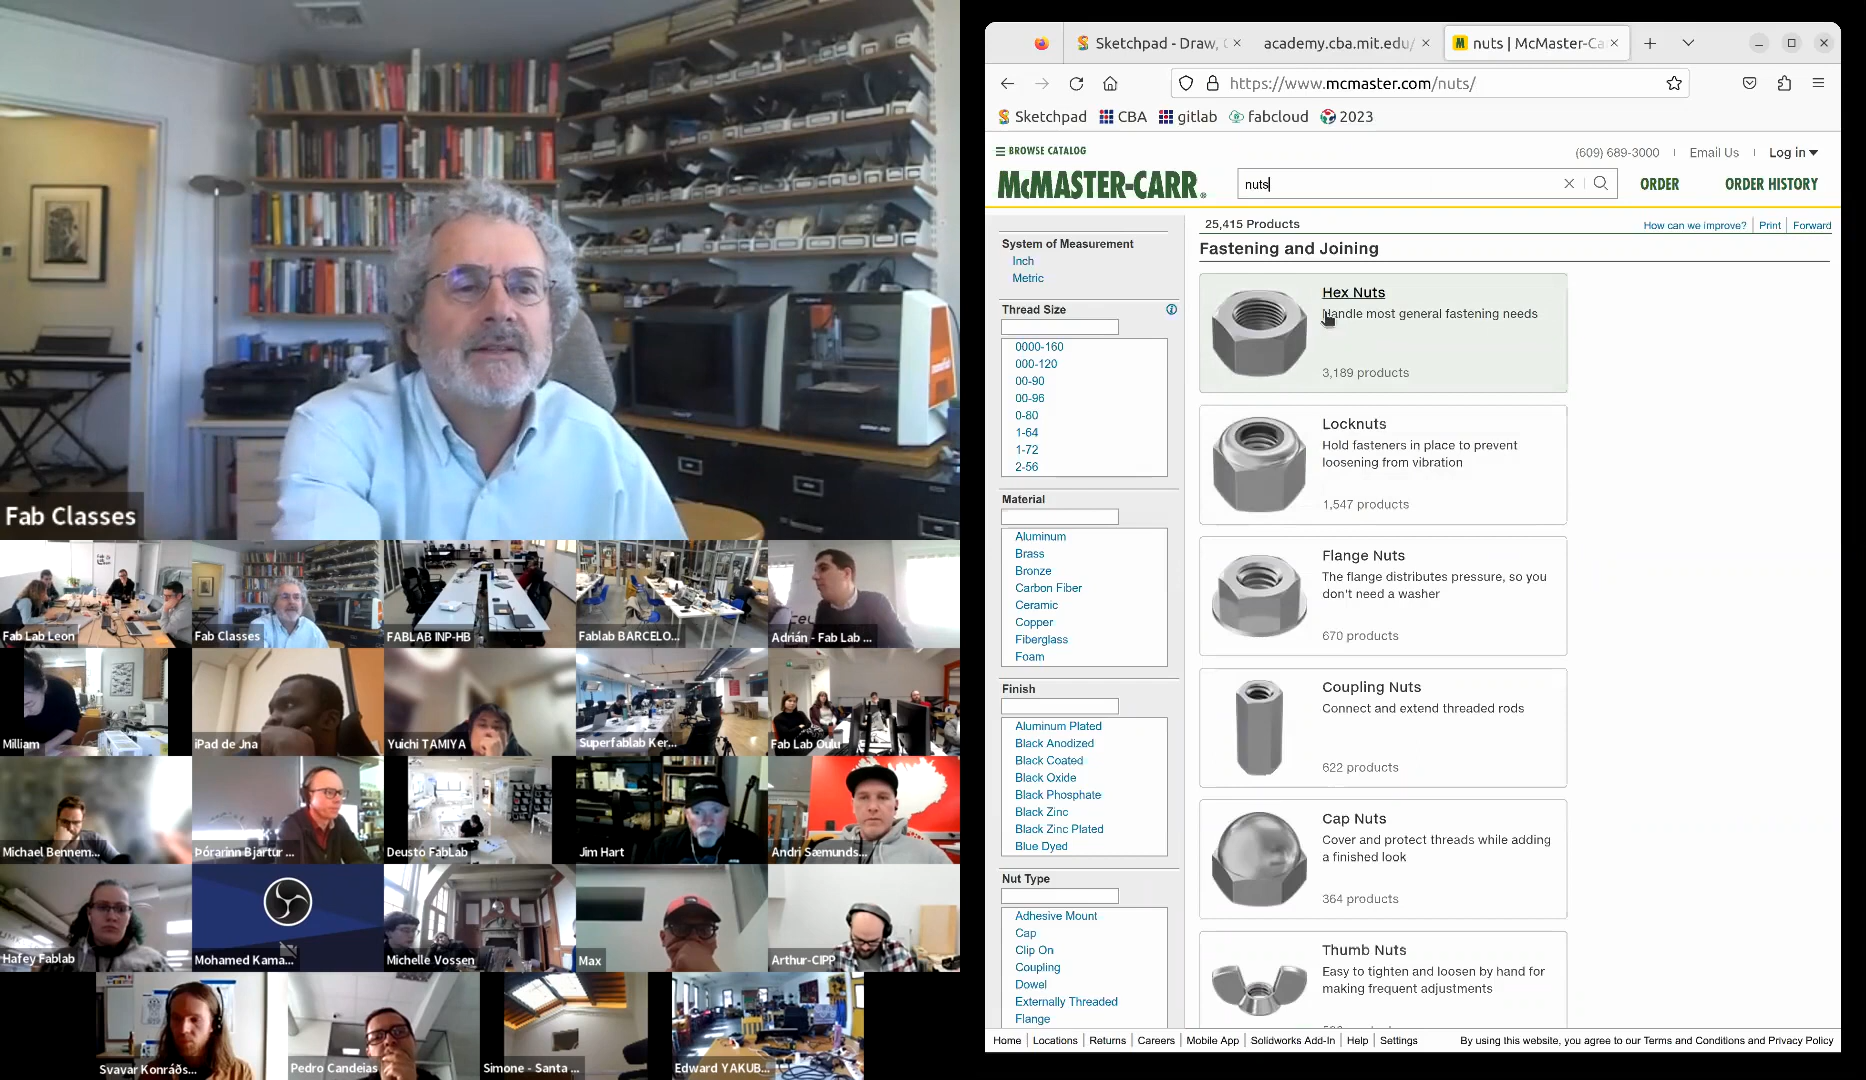 Fab Classes
Fab Lab Leon
Fab Classes
FABLAB INP-HB
Fablab BARCELO...
Adrián - Fab Lab ...
Milliam
iPad de Jna
Yuichi TAMIYA
Superfablab Ker...
Fab Lab Oulu
Michael Bennem...
Þórarinn Bjartur ...
Deusto FabLab
Jim Hart
Andri Sæmunds...
Hafey Fablab
Mohamed Kama...
Michelle Vossen
Max
Arthur-CIPP
Svavar Konráðs...
Pedro Candeias
Simone - Santa ...
Edward YAKUB...
Sketchpad - Draw,
academy.cba.mit.edu/
nuts | McMaster-Ca
https://www.mcmaster.com/nuts/
Sketchpad CBA gitlab fabcloud 2023
BROWSE CATALOG
(609) 689-3000 Email Us Log in
McMASTER-CARR®
nuts
ORDER ORDER HISTORY
System of Measurement
Inch
Metric
Thread Size
0000-160
000-120
00-90
00-96
0-80
1-64
1-72
2-56
Material
Aluminum
Brass
Bronze
Carbon Fiber
Ceramic
Copper
Fiberglass
Foam
Finish
Aluminum Plated
Black Anodized
Black Coated
Black Oxide
Black Phosphate
Black Zinc
Black Zinc Plated
Blue Dyed
Nut Type
Adhesive Mount
Cap
Clip On
Coupling
Dowel
Externally Threaded
Flange
25,415 Products
How can we improve? Print Forward
Fastening and Joining
Hex Nuts
Handle most general fastening needs
3,189 products
Locknuts
Hold fasteners in place to prevent
loosening from vibration
1,547 products
Flange Nuts
The flange distributes pressure, so you
don't need a washer
670 products
Coupling Nuts
Connect and extend threaded rods
622 products
Cap Nuts
Cover and protect threads while adding
a finished look
364 products
Thumb Nuts
Easy to tighten and loosen by hand for
making frequent adjustments
Home Locations Returns Careers Mobile App Solidworks Add-In Help Settings
By using this website, you agree to our Terms and Conditions and Privacy Policy